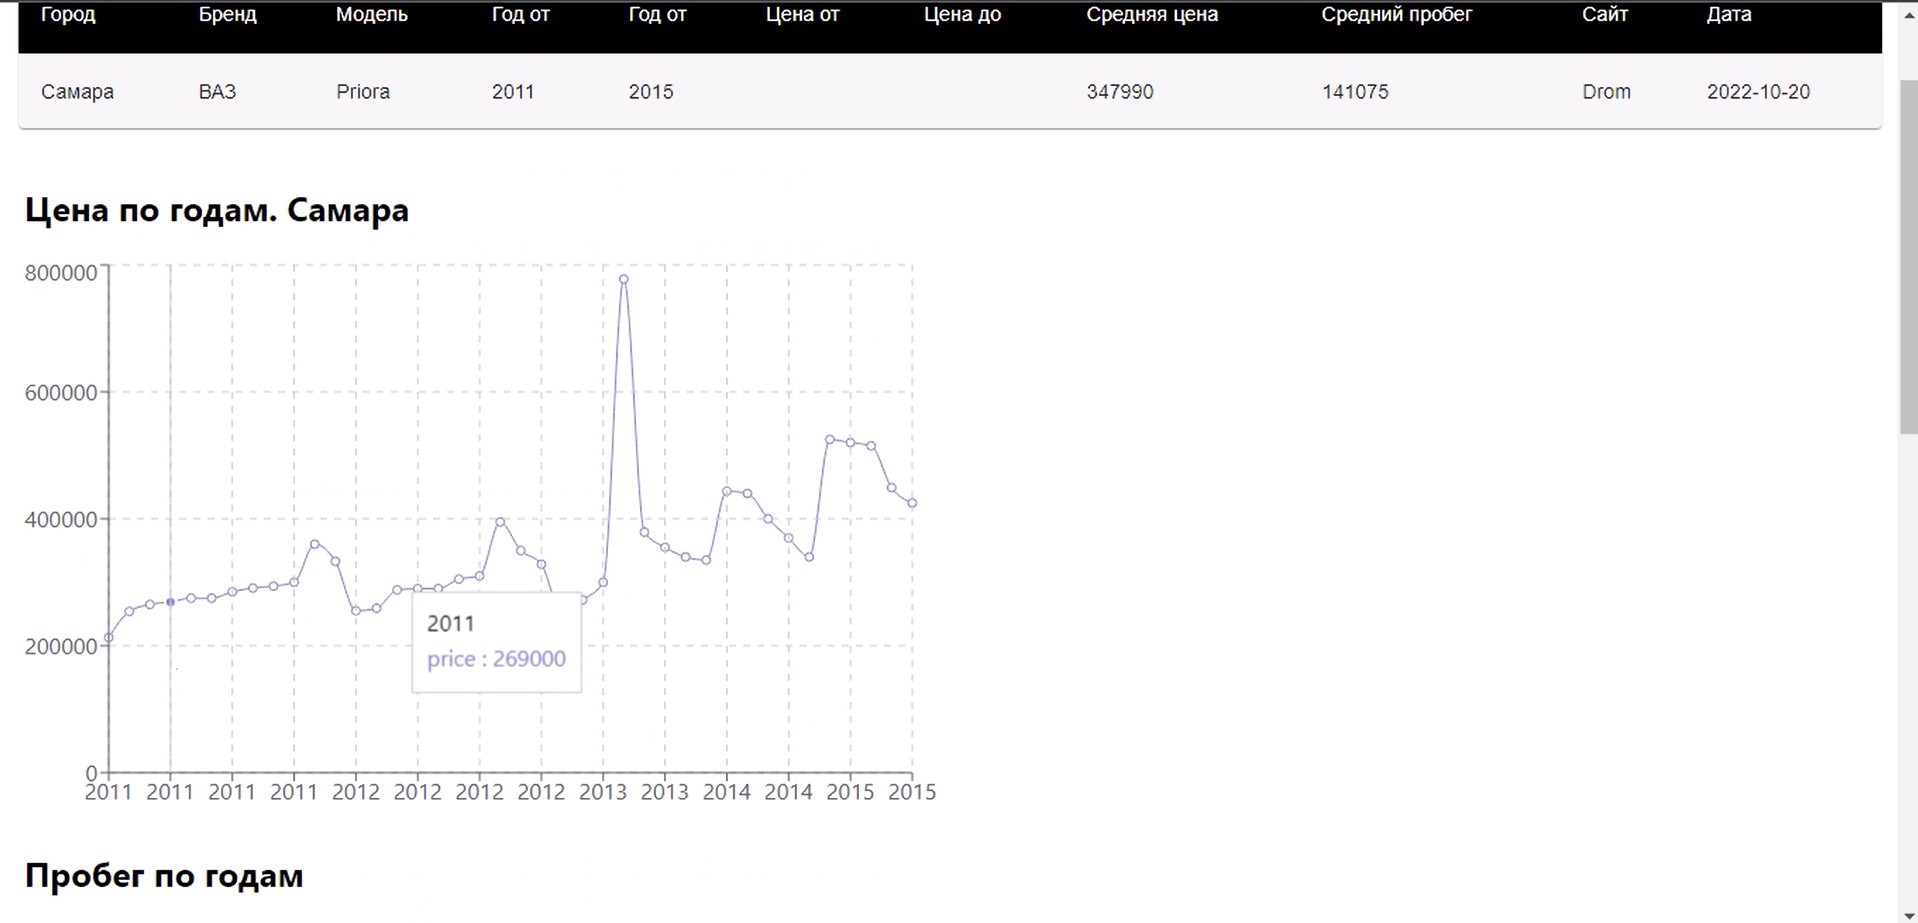 Город Бренд Модель Год от Год от Цена от Цена до Средняя цена Средний пробег Сайт Дата
Самара ВАЗ Priora 2011 2015 347990 141075 Drom 2022-10-20
Цена по годам. Самара
800000
600000
400000
200000
0
2011
price : 269000
2011 2011 2011 2011 2012 2012 2012 2012 2013 2013 2014 2014 2015 2015
Пробег по годам